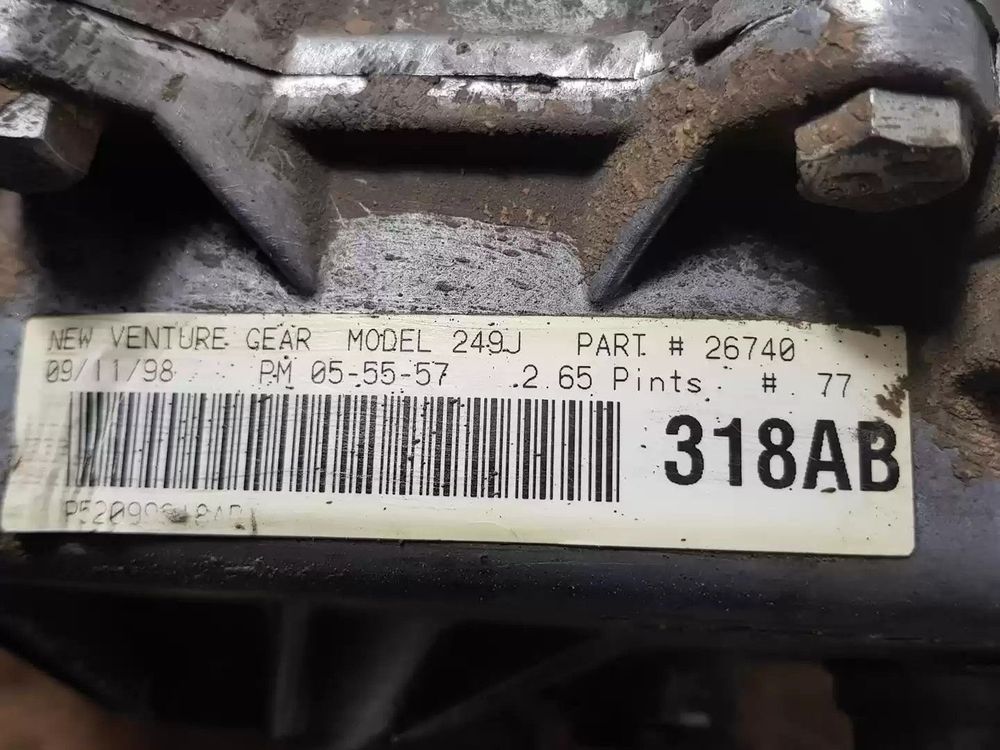 NEW VENTURE GEAR MODEL 249J PART # 26740
09/11/98 PM 05-55-57 2.65 Pints # 77
318AB